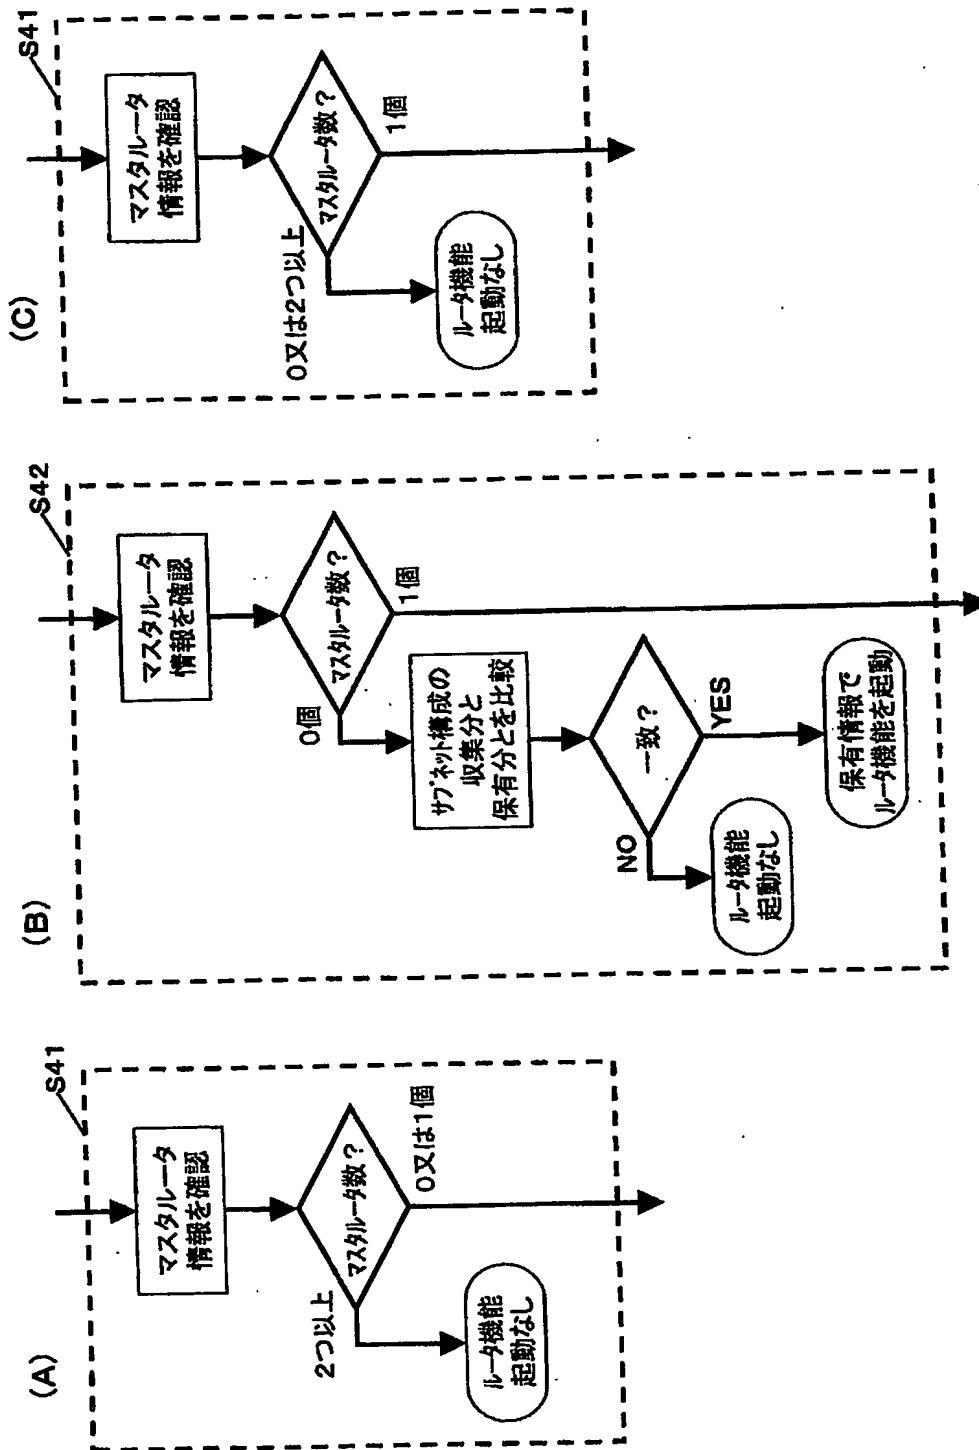 (A)
S41
マスタルータ
情報を確認
マスタルータ数？
2つ以上
0又は1個
ルータ機能
起動なし
(B)
S42
マスタルータ
情報を確認
マスタルータ数？
0個
1個
サブネット構成の
収集分と
保有分とを比較
一致？
NO
YES
ルータ機能
起動なし
保有情報で
ルータ機能を起動
(C)
S41
マスタルータ
情報を確認
マスタルータ数？
0又は2つ以上
1個
ルータ機能
起動なし